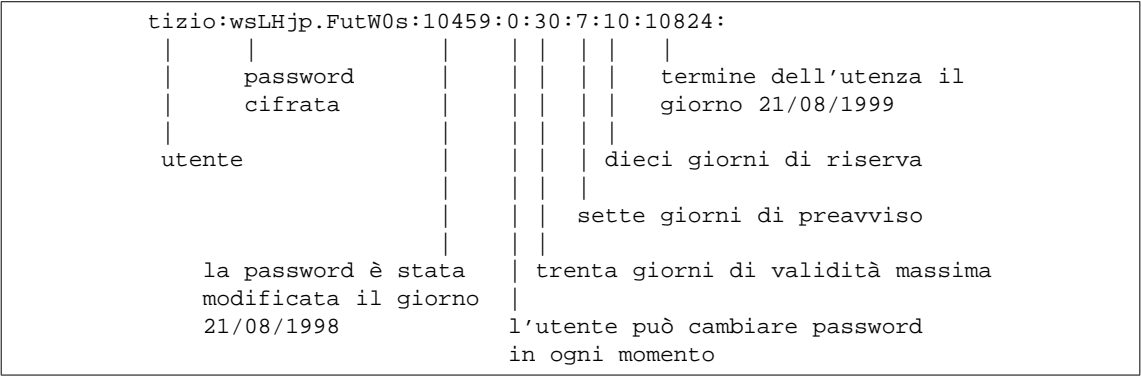 tizio:wsLHjp.FutW0s:10459:0:30:7:10:10824:
password cifrata
termine dell'utenza il
giorno 21/08/1999
utente
dieci giorni di riserva
sette giorni di preavviso
trenta giorni di validità massima
la password è stata
modificata il giorno
21/08/1998
l'utente può cambiare password
in ogni momento